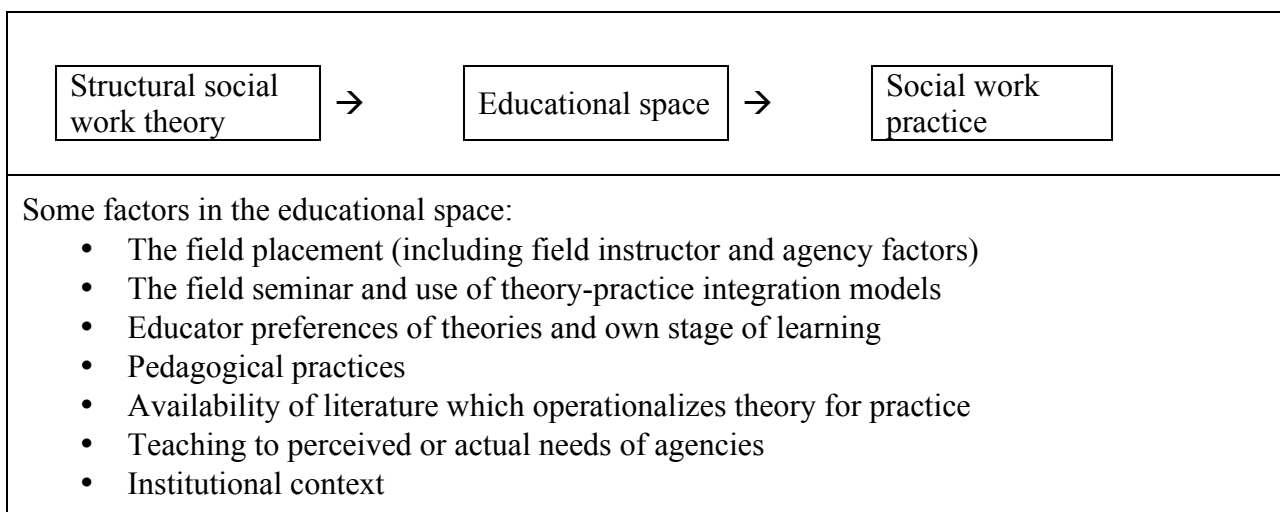 Structural social
work theory
→
Educational space
→
Social work
practice
Some factors in the educational space:
• The field placement (including field instructor and agency factors)
• The field seminar and use of theory-practice integration models
• Educator preferences of theories and own stage of learning
• Pedagogical practices
• Availability of literature which operationalizes theory for practice
• Teaching to perceived or actual needs of agencies
• Institutional context